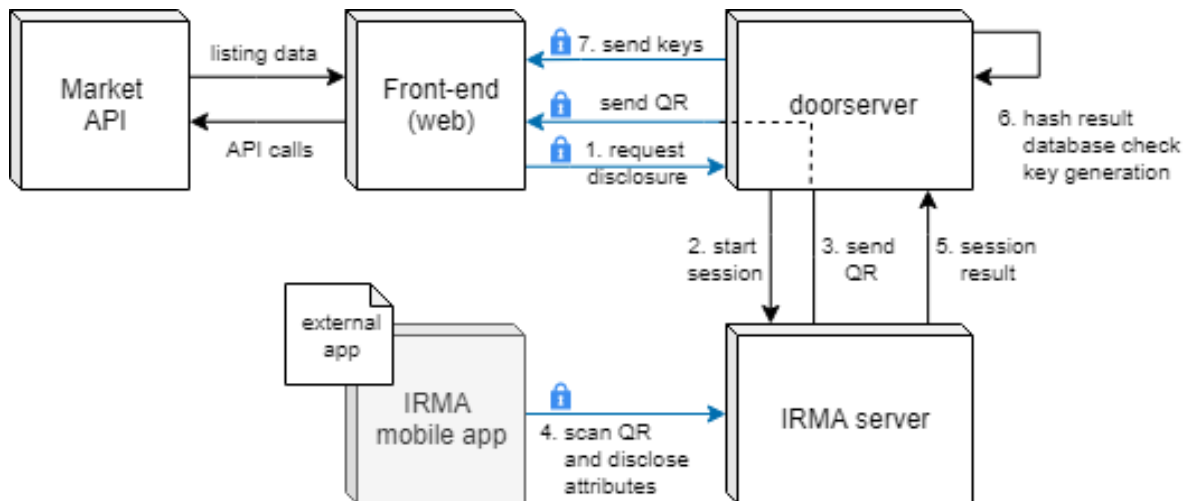 Market
API
listing data
API calls
Front-end
(web)
7. send keys
send QR
1. request
disclosure
doorserver
6. hash result
database check
key generation
2. start
session
3. send
QR
5. session
result
external
app
IRMA
mobile app
4. scan QR
and disclose
attributes
IRMA server